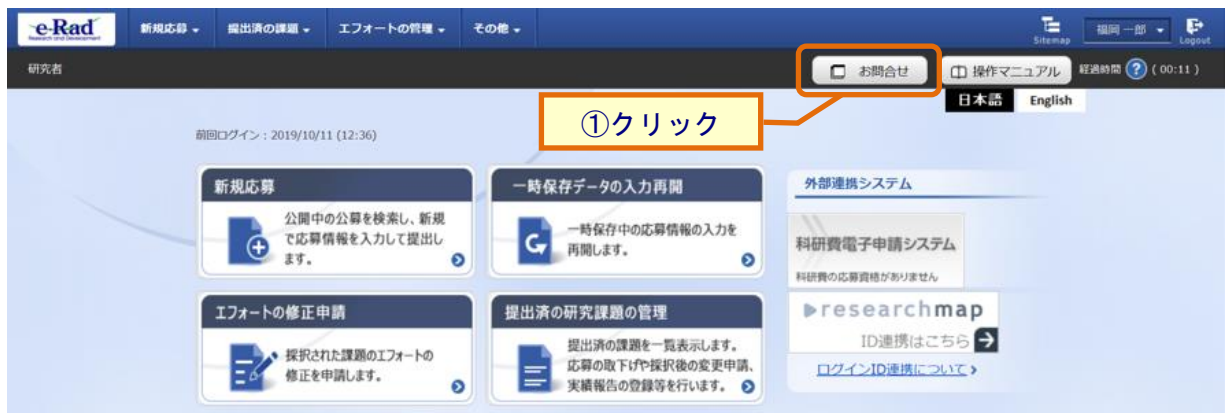 e-Rad
Research and Development
新規応募
提出済の課題
エフォートの管理
その他
Sitemap
福岡 一郎
Logout
研究者
お問合せ
操作マニュアル
経過時間 ? ( 00:11 )
日本語 English
①クリック
前回ログイン : 2019/10/11 (12:36)
新規応募
公開中の公募を検索し、新規
で応募情報を入力して提出し
ます。
一時保存データの入力再開
一時保存中の応募情報の入力を
再開します。
外部連携システム
科研費電子申請システム
科研費の応募資格がありません
エフォートの修正申請
採択された課題のエフォートの
修正を申請します。
提出済の研究課題の管理
提出済の課題を一覧表示します。
応募の取下げや採択後の変更申請、
実績報告の登録等を行います。
researchmap
ID連携はこちら
ログインID連携について